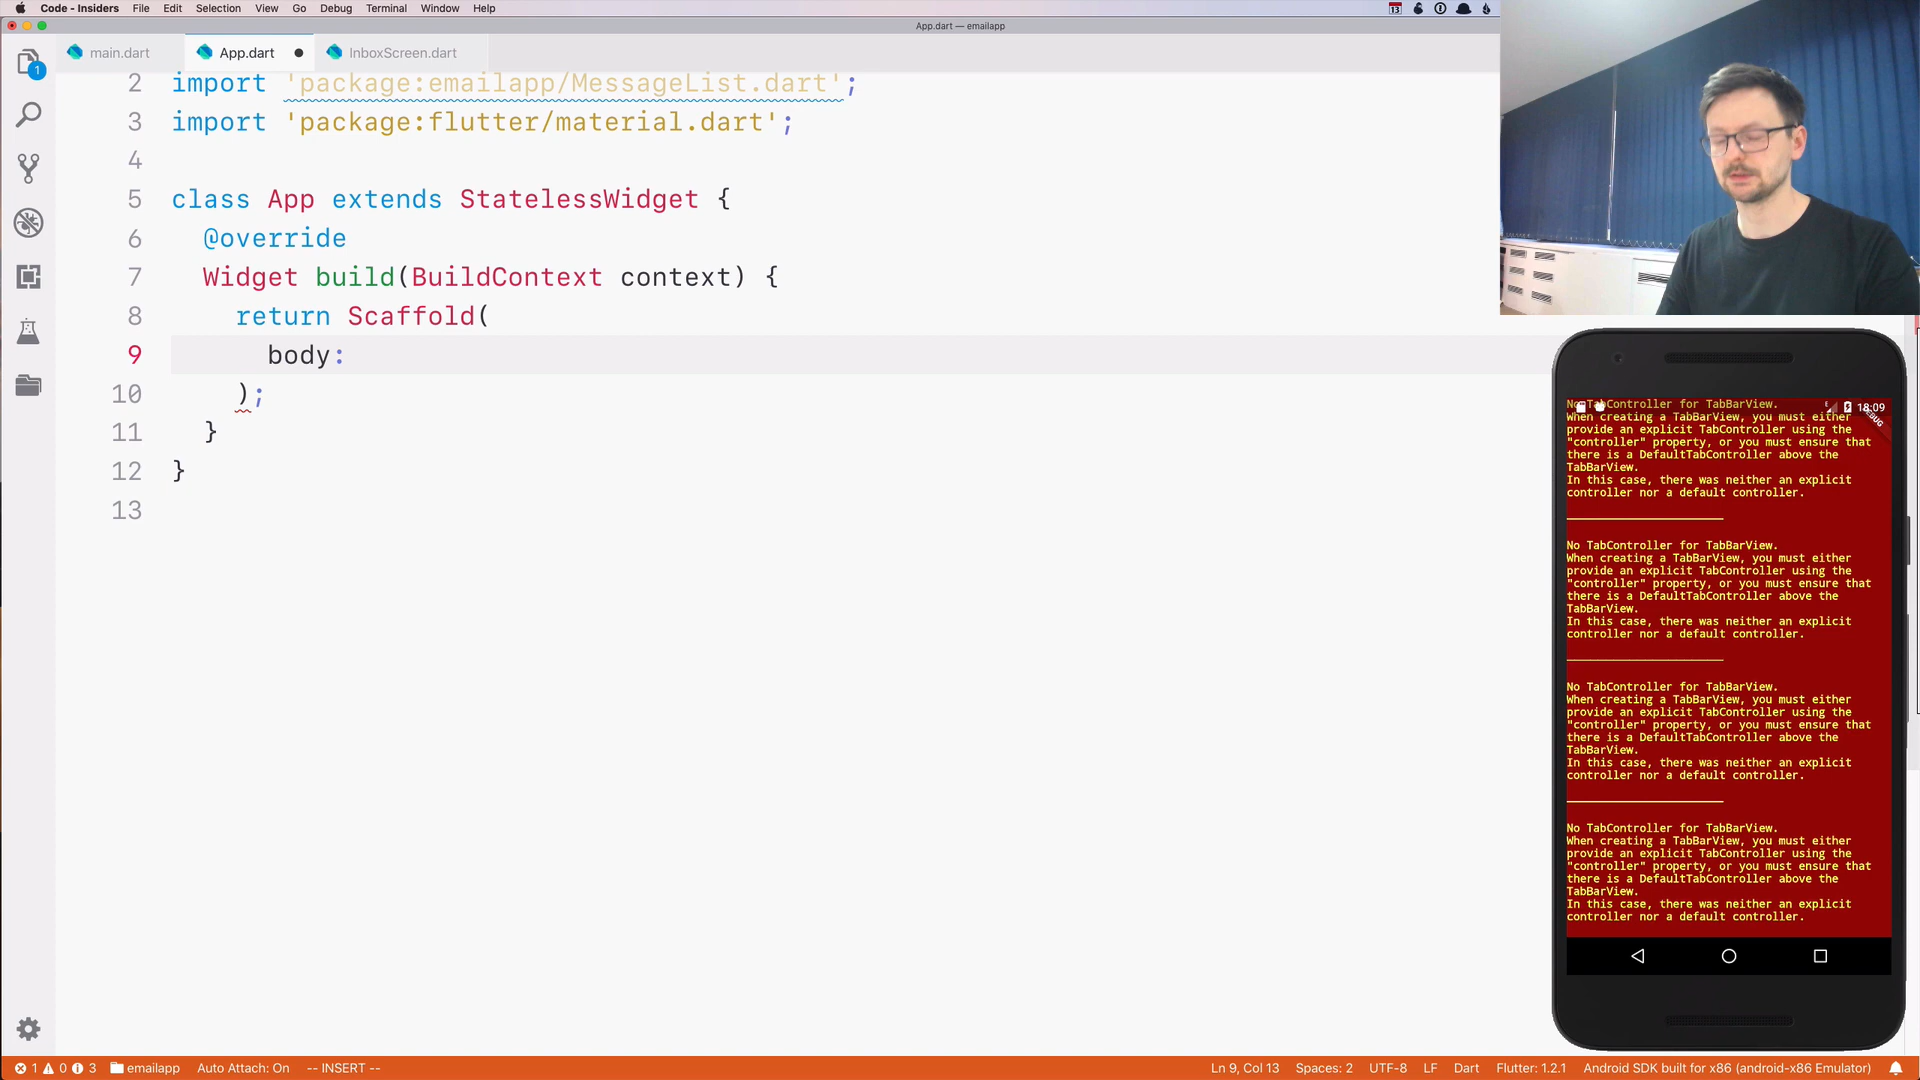 Code - Insiders File Edit Selection View Go Debug Terminal Window Help
13
App.dart — emailapp
main.dart App.dart InboxScreen.dart
1
2 import 'package:emailapp/MessageList.dart';
3 import 'package:flutter/material.dart';
4
5 class App extends StatelessWidget {
6 @override
7 Widget build(BuildContext context) {
8 return Scaffold(
9 body:
10 );
11 }
12 }
13
18:09
No TabController for TabBarView.
When creating a TabBarView, you must either
provide an explicit TabController using the
"controller" property, or you must ensure that
there is a DefaultTabController above the
TabBarView.
In this case, there was neither an explicit
controller nor a default controller.
No TabController for TabBarView.
When creating a TabBarView, you must either
provide an explicit TabController using the
"controller" property, or you must ensure that
there is a DefaultTabController above the
TabBarView.
In this case, there was neither an explicit
controller nor a default controller.
No TabController for TabBarView.
When creating a TabBarView, you must either
provide an explicit TabController using the
"controller" property, or you must ensure that
there is a DefaultTabController above the
TabBarView.
In this case, there was neither an explicit
controller nor a default controller.
No TabController for TabBarView.
When creating a TabBarView, you must either
provide an explicit TabController using the
"controller" property, or you must ensure that
there is a DefaultTabController above the
TabBarView.
In this case, there was neither an explicit
controller nor a default controller.
1 0 3 emailapp Auto Attach: On -- INSERT -- Ln 9, Col 13 Spaces: 2 UTF-8 LF Dart Flutter: 1.2.1 Android SDK built for x86 (android-x86 Emulator)